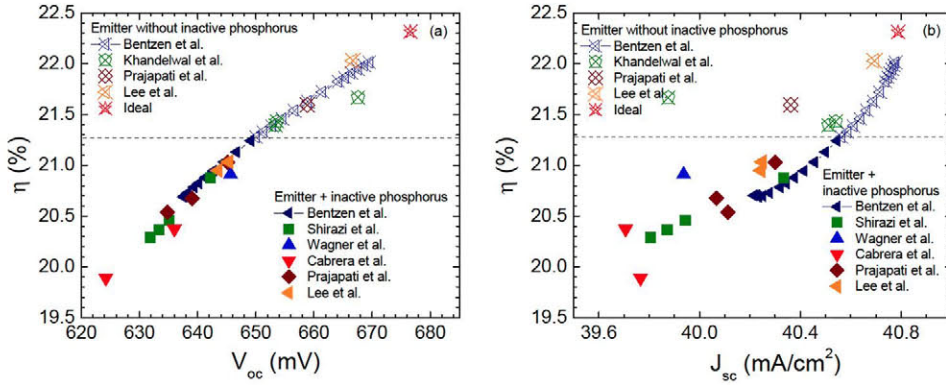 Emitter without inactive phosphorus
(a)
Bentzen et al.
Khandelwal et al.
Prajapati et al.
Lee et al.
Ideal
22.0
21.5
21.0
20.5
20.0
19.5
η (%)
Emitter + inactive phosphorus
Bentzen et al.
Shirazi et al.
Wagner et al.
Cabrera et al.
Prajapati et al.
Lee et al.
620 630 640 650 660 670 680
Voc (mV)
Emitter without inactive phosphorus
(b)
Bentzen et al.
Khandelwal et al.
Prajapati et al.
Lee et al.
Ideal
22.0
21.5
21.0
20.5
20.0
19.5
η (%)
Emitter +
inactive phosphorus
Bentzen et al.
Shirazi et al.
Wagner et al.
Cabrera et al.
Prajapati et al.
Lee et al.
39.6 40.0 40.4 40.8
Jsc (mA/cm²)